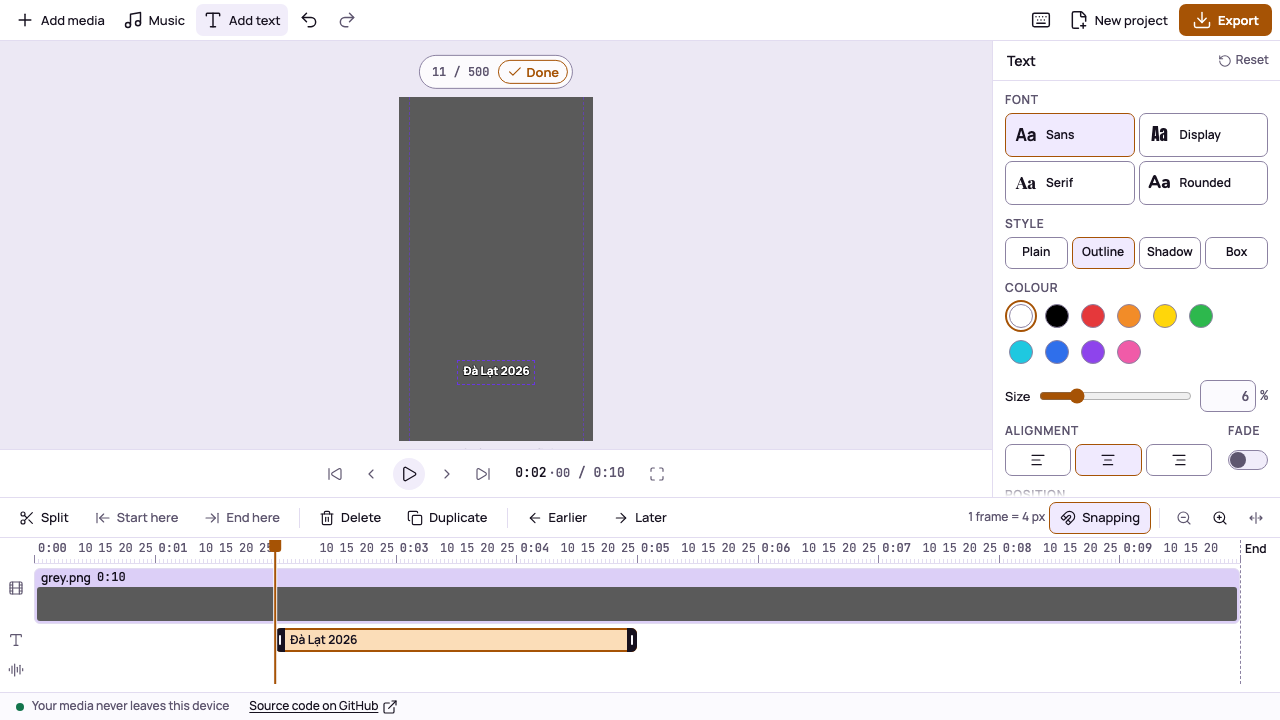 Add media
Music
Add text
New project
Export
11 / 500
Done
Đà Lạt 2026
Text
Reset
FONT
Aa Sans
Aa Display
Aa Serif
Aa Rounded
STYLE
Plain
Outline
Shadow
Box
COLOUR
Size
6 %
ALIGNMENT
FADE
POSITION
0:02·00 / 0:10
Split
Start here
End here
Delete
Duplicate
Earlier
Later
1 frame = 4 px
Snapping
0:00 10 15 20 25 0:01 10 15 20 25 10 15 20 25 0:03 10 15 20 25 0:04 10 15 20 25 0:05 10 15 20 25 0:06 10 15 20 25 0:07 10 15 20 25 0:08 10 15 20 25 0:09 10 15 20 End
grey.png 0:10
Đà Lạt 2026
Your media never leaves this device
Source code on GitHub